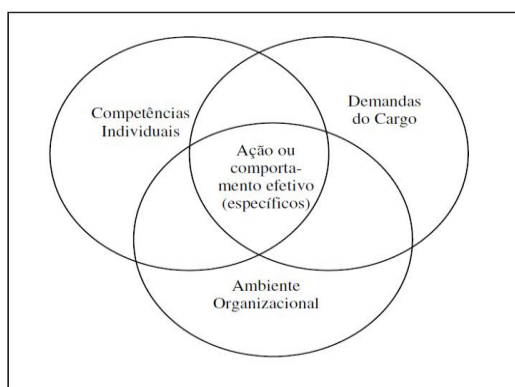 Competências
Individuais
Demandas
do Cargo
Ação ou
comporta-
mento efetivo
(específicos)
Ambiente
Organizacional